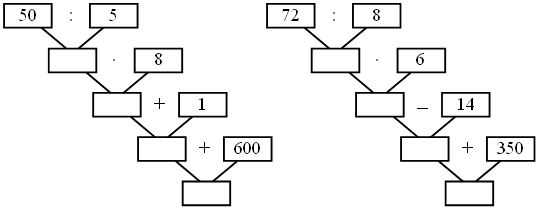 50 : 5 72 : 8
· 8 · 6
+ 1 – 14
+ 600 + 350